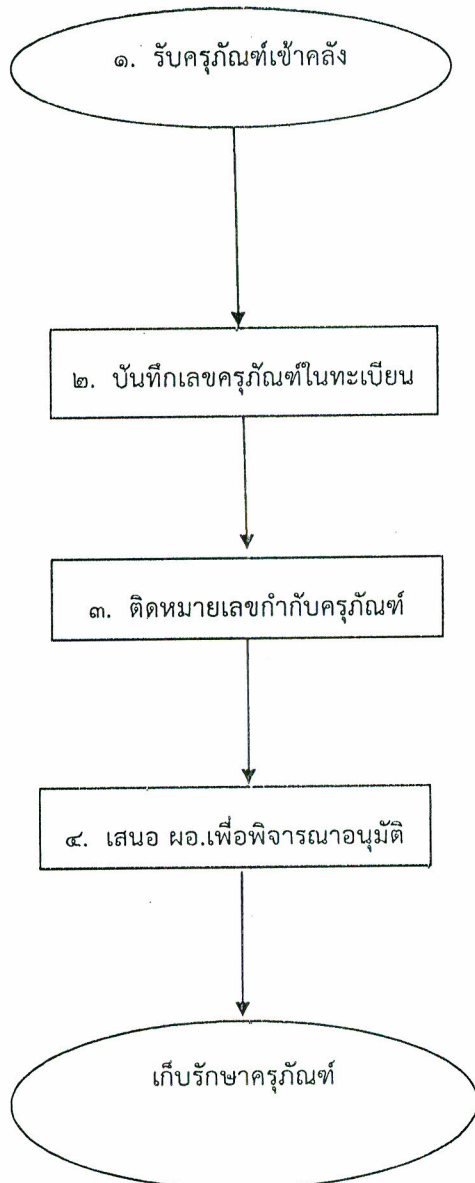 ๑. รับครุภัณฑ์เข้าคลัง
๒. บันทึกเลขครุภัณฑ์ในทะเบียน
๓. ติดหมายเลขกำกับครุภัณฑ์
๔. เสนอ ผอ.เพื่อพิจารณาอนุมัติ
เก็บรักษาครุภัณฑ์